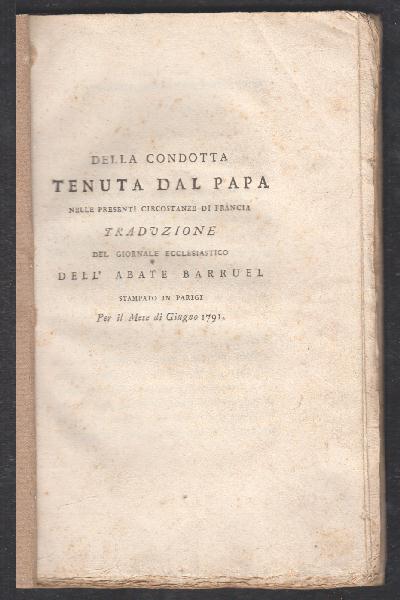 DELLA CONDOTTA
TENUTA DAL PAPA
NELLE PRESENTI CIRCOSTANZE DI FRANCIA
TRADUZIONE
DEL GIORNALE ECCLESIASTICO
DELL' ABATE BARRUEL
STAMPATO IN PARIGI
Per il Mese di Giugno 1791.